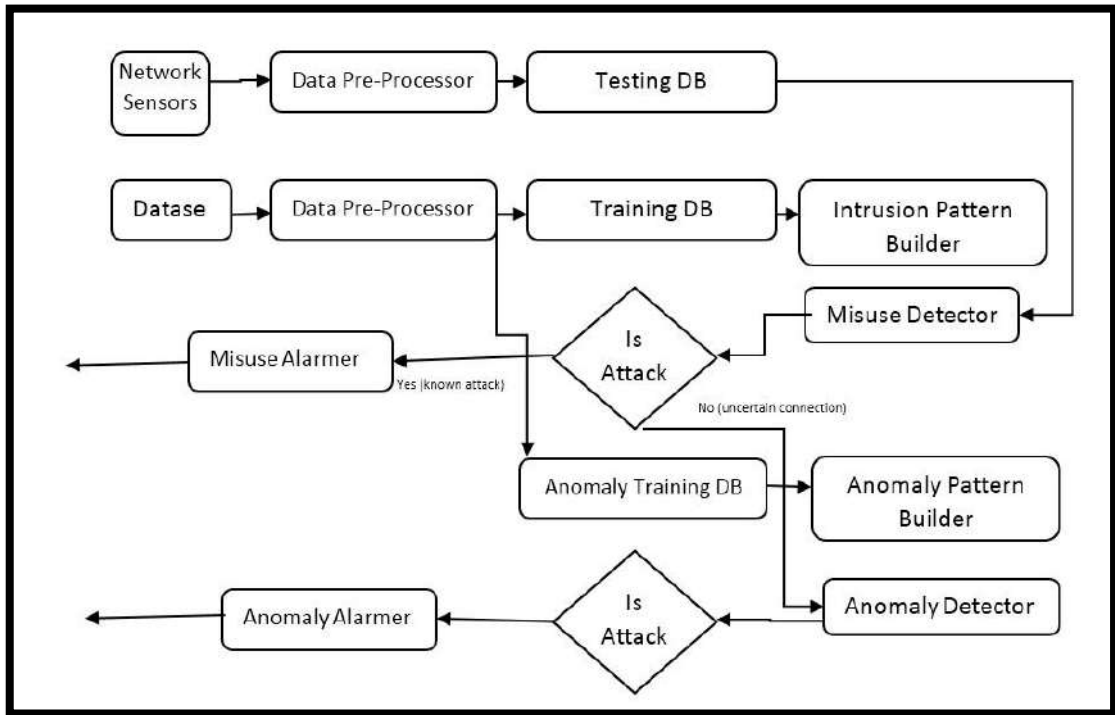 Network
Sensors
Data Pre-Processor
Testing DB
Datase
Data Pre-Processor
Training DB
Intrusion Pattern
Builder
Misuse Detector
Is
Attack
Misuse Alarmer
Yes (known attack)
No (uncertain connection)
Anomaly Training DB
Anomaly Pattern
Builder
Anomaly Detector
Is
Attack
Anomaly Alarmer